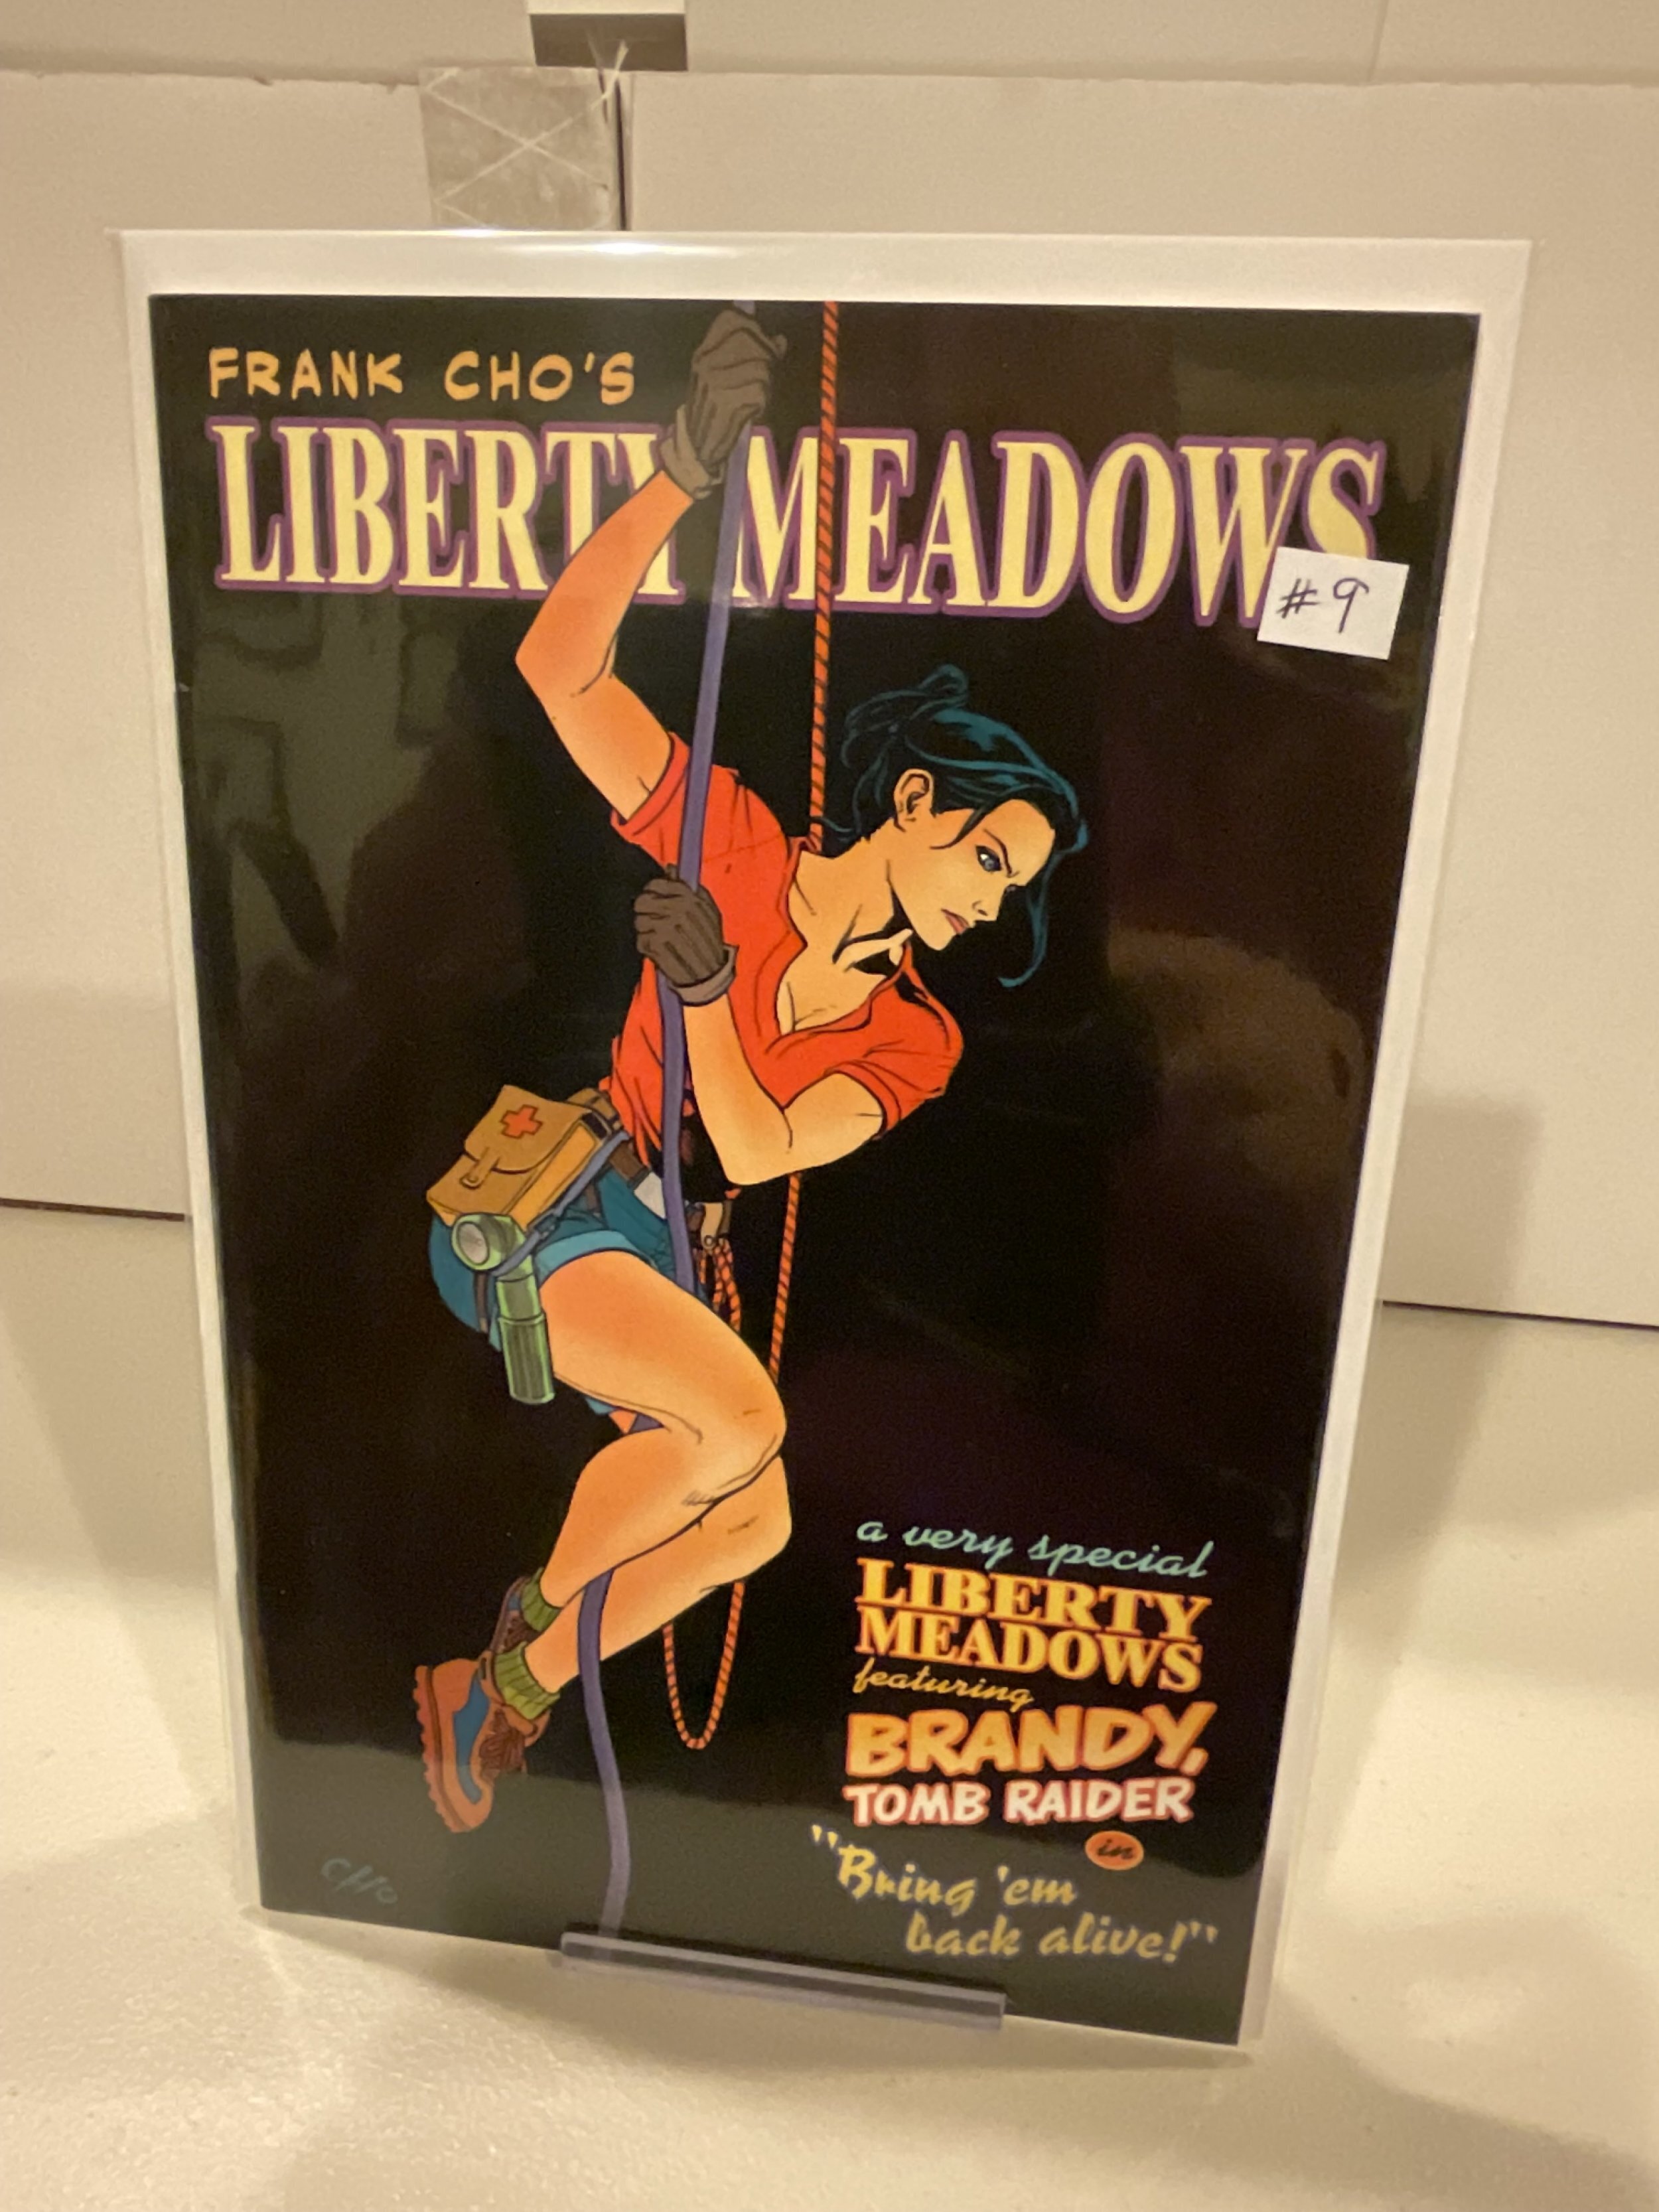 FRANK CHO'S
LIBERTY MEADOWS
#9
a very special
LIBERTY
MEADOWS
featuring
BRANDY,
TOMB RAIDER
in
"Bring 'em
back alive!"
CHO